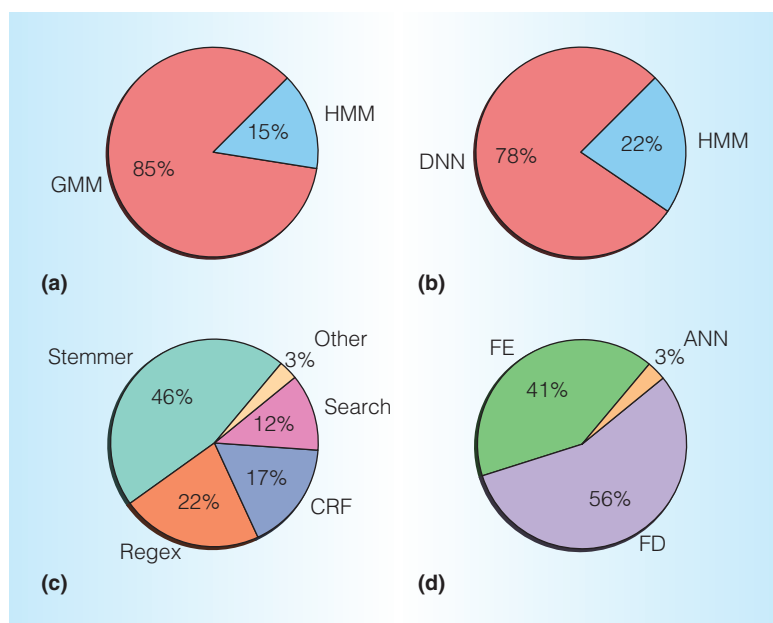 HMM
15%
85%
GMM
(a)
HMM
22%
DNN
78%
(b)
Other
3%
Stemmer
46%
Search
12%
17%
CRF
22%
Regex
(c)
ANN
3%
FE
41%
56%
FD
(d)